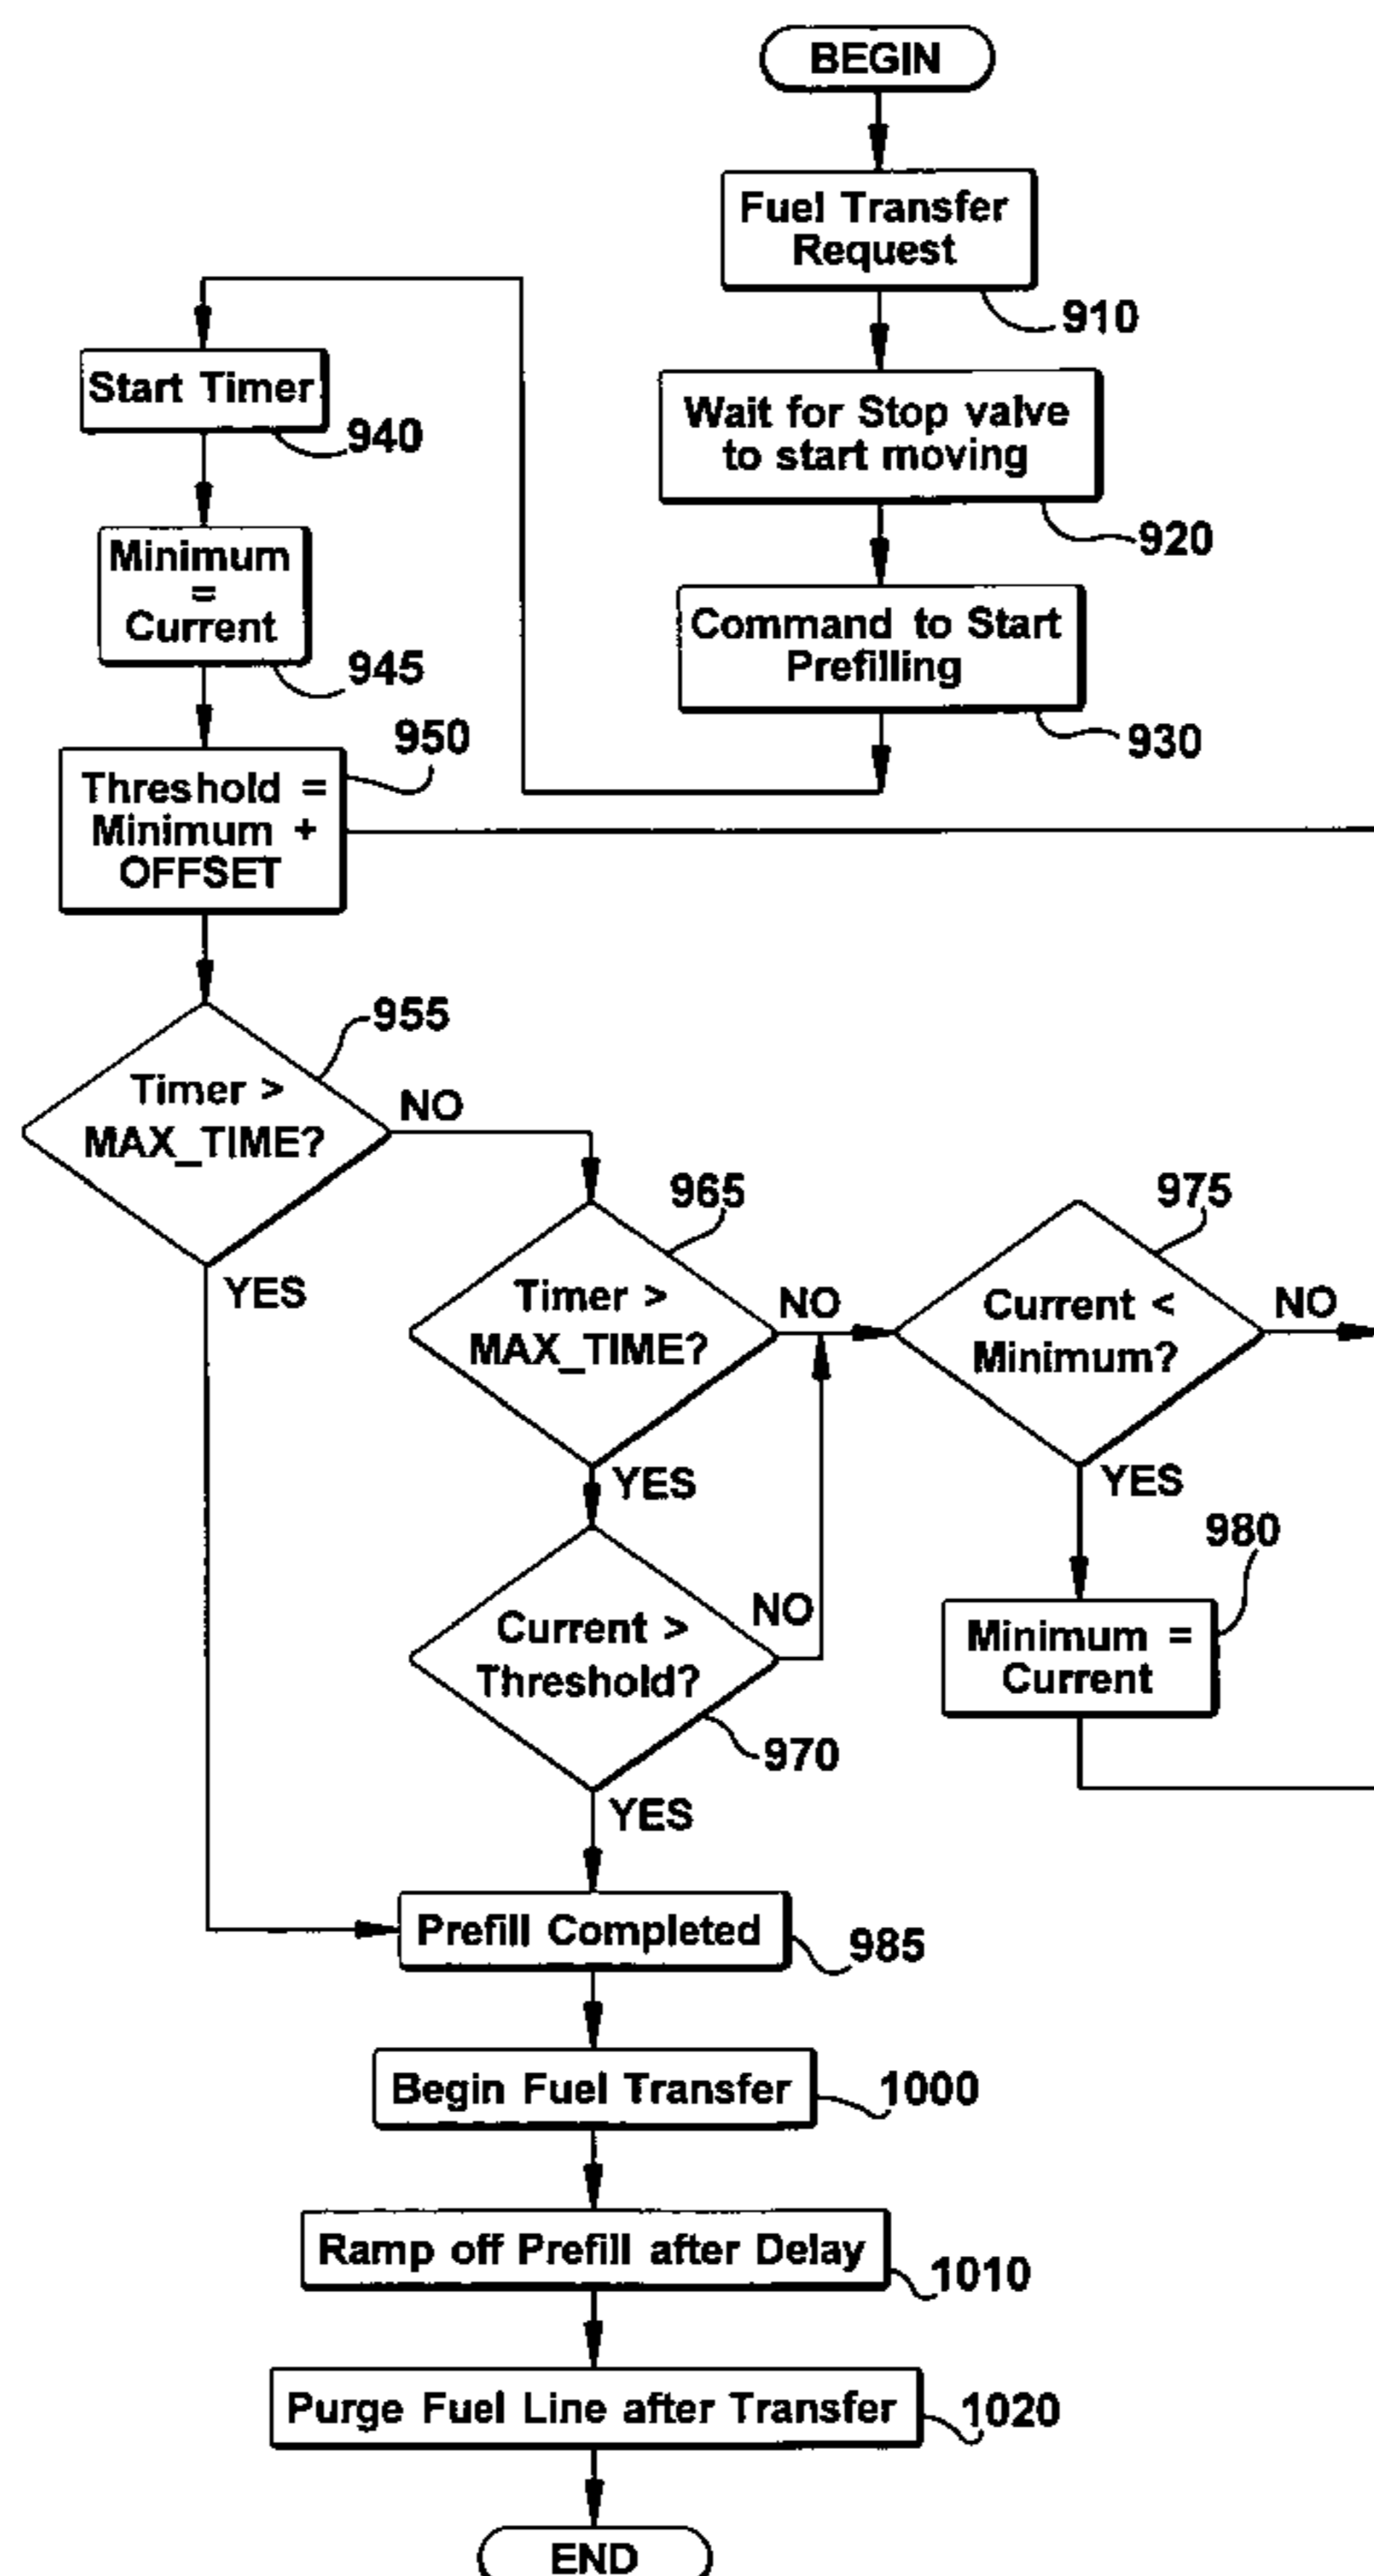 BEGIN
Fuel Transfer
Request
910
Wait for Stop valve
to start moving
920
Command to Start
Prefilling
930
Start Timer
940
Minimum
=
Current
945
950
Threshold =
Minimum +
OFFSET
955
Timer >
MAX_TIME?
NO
YES
965
Timer >
MAX_TIME?
NO
YES
975
Current <
Minimum?
NO
YES
980
Minimum =
Current
Current >
Threshold?
NO
970
YES
Prefill Completed
985
Begin Fuel Transfer
1000
Ramp off Prefill after Delay
1010
Purge Fuel Line after Transfer
1020
END